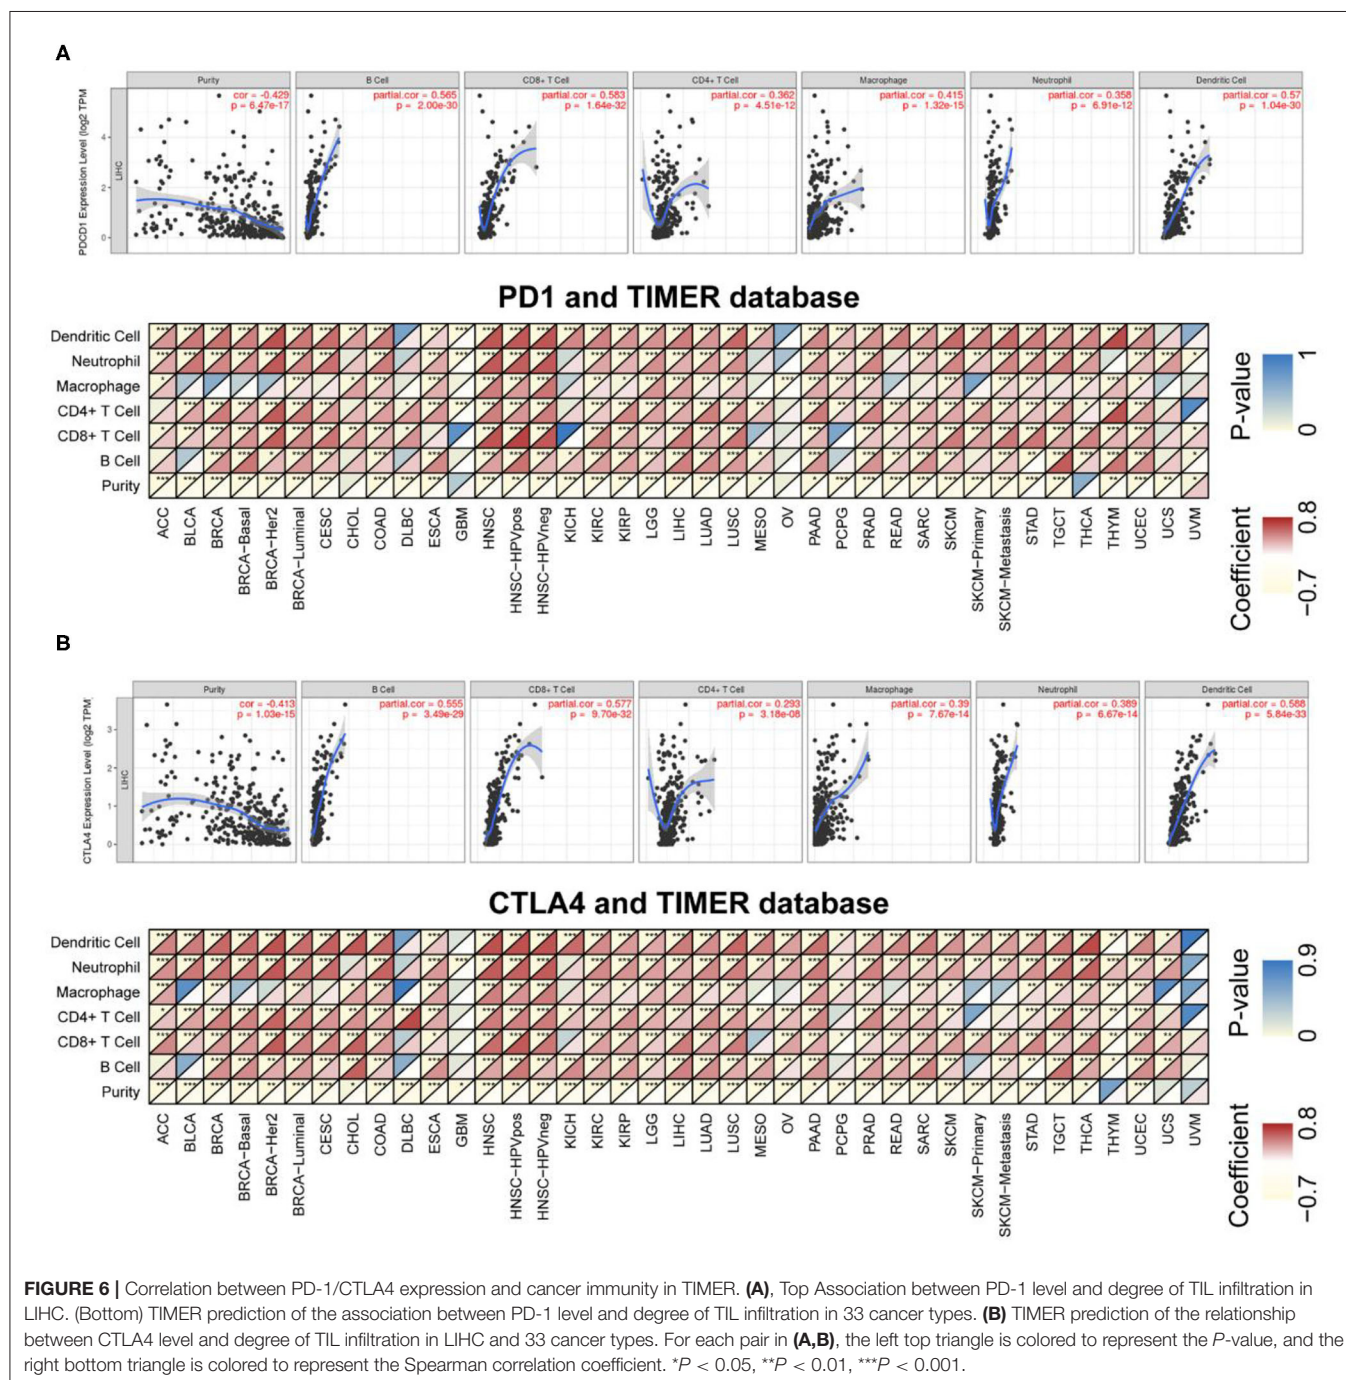 A
Purity
B Cell
CD8+ T Cell
CD4+ T Cell
Macrophage
Neutrophil
Dendritic Cell
cor = -0.429
p = 6.47e-17
partial.cor = 0.565
p = 2.00e-30
partial.cor = 0.583
p = 1.64e-32
partial.cor = 0.362
p = 4.51e-12
partial.cor = 0.415
p = 1.32e-15
partial.cor = 0.358
p = 6.91e-12
partial.cor = 0.57
p = 1.04e-30
PDCD1 Expression Level (log2 TPM
LIHC
4
2
0
PD1 and TIMER database
Dendritic Cell
Neutrophil
Macrophage
CD4+ T Cell
CD8+ T Cell
B Cell
Purity
ACC
BLCA
BRCA
BRCA-Basal
BRCA-Her2
BRCA-Luminal
CESC
CHOL
COAD
DLBC
ESCA
GBM
HNSC
HNSC-HPVpos
HNSC-HPVneg
KICH
KIRC
KIRP
LGG
LIHC
LUAD
LUSC
MESO
OV
PAAD
PCPG
PRAD
READ
SARC
SKCM
SKCM-Primary
SKCM-Metastasis
STAD
TGCT
THCA
THYM
UCEC
UCS
UVM
P-value
1
0
Coefficient
0.8
-0.7
B
Purity
B Cell
CD8+ T Cell
CD4+ T Cell
Macrophage
Neutrophil
Dendritic Cell
cor = -0.413
p = 1.03e-15
partial.cor = 0.555
p = 3.49e-29
partial.cor = 0.577
p = 9.70e-32
partial.cor = 0.293
p = 3.18e-08
partial.cor = 0.39
p = 7.67e-14
partial.cor = 0.389
p = 6.67e-14
partial.cor = 0.588
p = 5.84e-33
CTLA4 Expression Level (log2 TPM
LIHC
3
2
1
0
CTLA4 and TIMER database
Dendritic Cell
Neutrophil
Macrophage
CD4+ T Cell
CD8+ T Cell
B Cell
Purity
ACC
BLCA
BRCA
BRCA-Basal
BRCA-Her2
BRCA-Luminal
CESC
CHOL
COAD
DLBC
ESCA
GBM
HNSC
HNSC-HPVpos
HNSC-HPVneg
KICH
KIRC
KIRP
LGG
LIHC
LUAD
LUSC
MESO
OV
PAAD
PCPG
PRAD
READ
SARC
SKCM
SKCM-Primary
SKCM-Metastasis
STAD
TGCT
THCA
THYM
UCEC
UCS
UVM
P-value
0.9
0
Coefficient
0.8
-0.7
FIGURE 6 | Correlation between PD-1/CTLA4 expression and cancer immunity in TIMER. (A), Top Association between PD-1 level and degree of TIL infiltration in
LIHC. (Bottom) TIMER prediction of the association between PD-1 level and degree of TIL infiltration in 33 cancer types. (B) TIMER prediction of the relationship
between CTLA4 level and degree of TIL infiltration in LIHC and 33 cancer types. For each pair in (A,B), the left top triangle is colored to represent the P-value, and the
right bottom triangle is colored to represent the Spearman correlation coefficient. *P < 0.05, **P < 0.01, ***P < 0.001.